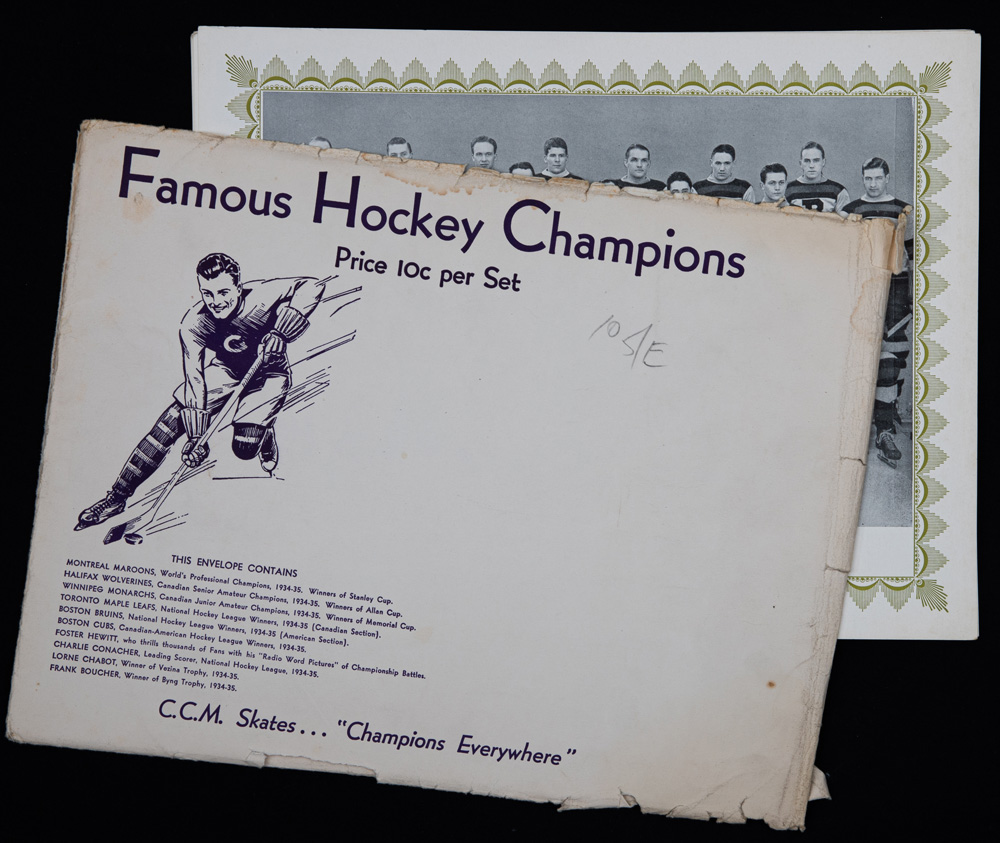 Famous Hockey Champions
Price 10c per Set
10 S/E
C
B
THIS ENVELOPE CONTAINS
MONTREAL MAROONS, World's Professional Champions, 1934-35. Winners of Stanley Cup.
HALIFAX WOLVERINES, Canadian Senior Amateur Champions, 1934-35. Winners of Allan Cup.
WINNIPEG MONARCHS, Canadian Junior Amateur Champions, 1934-35. Winners of Memorial Cup.
TORONTO MAPLE LEAFS, National Hockey League Winners, 1934-35 (Canadian Section).
BOSTON BRUINS, National Hockey League Winners, 1934-35 (American Section).
BOSTON CUBS, Canadian-American Hockey League Winners, 1934-35.
FOSTER HEWITT, who thrills thousands of Fans with his "Radio Word Pictures" of Championship Battles.
CHARLIE CONACHER, Leading Scorer, National Hockey League, 1934-35.
LORNE CHABOT, Winner of Vezina Trophy, 1934-35.
FRANK BOUCHER, Winner of Byng Trophy, 1934-35.
C.C.M. Skates... "Champions Everywhere"